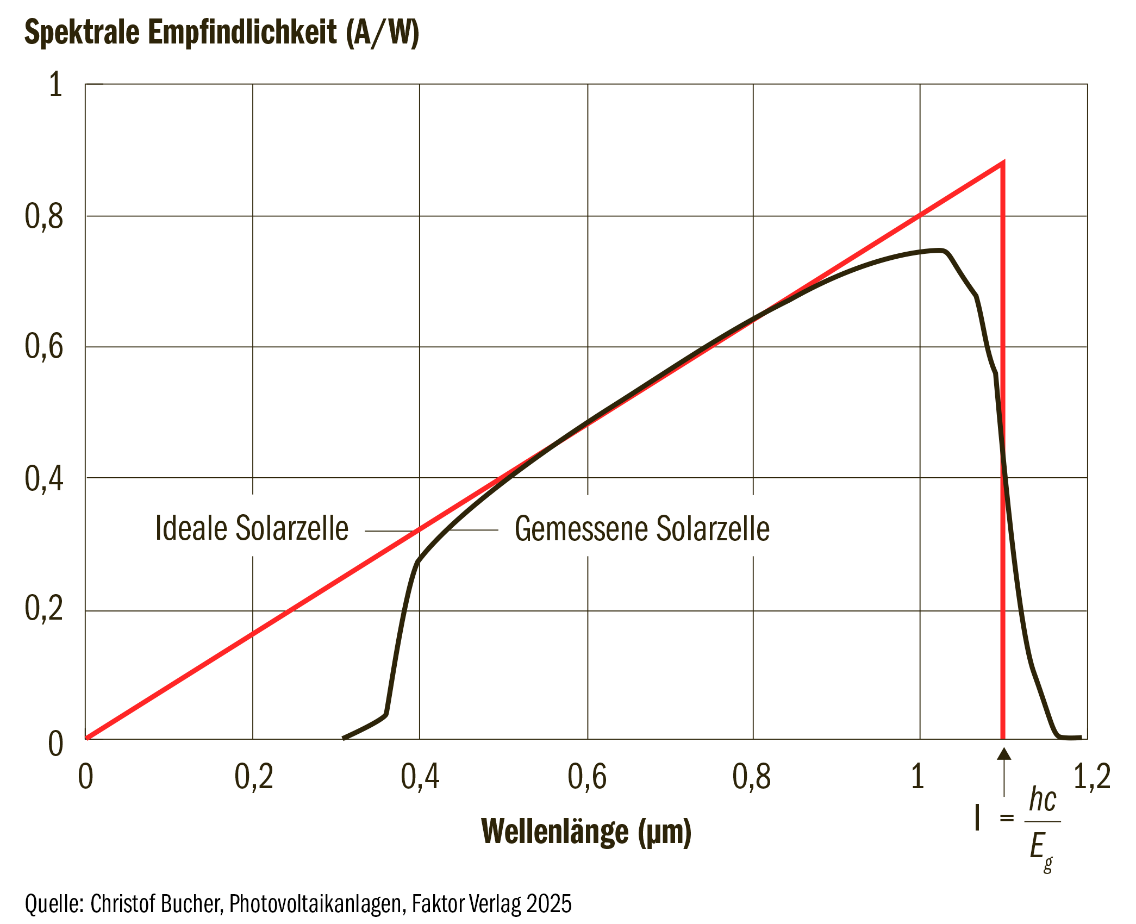 Spektrale Empfindlichkeit (A/W)
1
0,8
0,6
0,4
0,2
0
Ideale Solarzelle
Gemessene Solarzelle
0
0,2
0,4
0,6
0,8
1
1,2
l = hc
E_g
Wellenlänge (µm)
Quelle: Christof Bucher, Photovoltaikanlagen, Faktor Verlag 2025